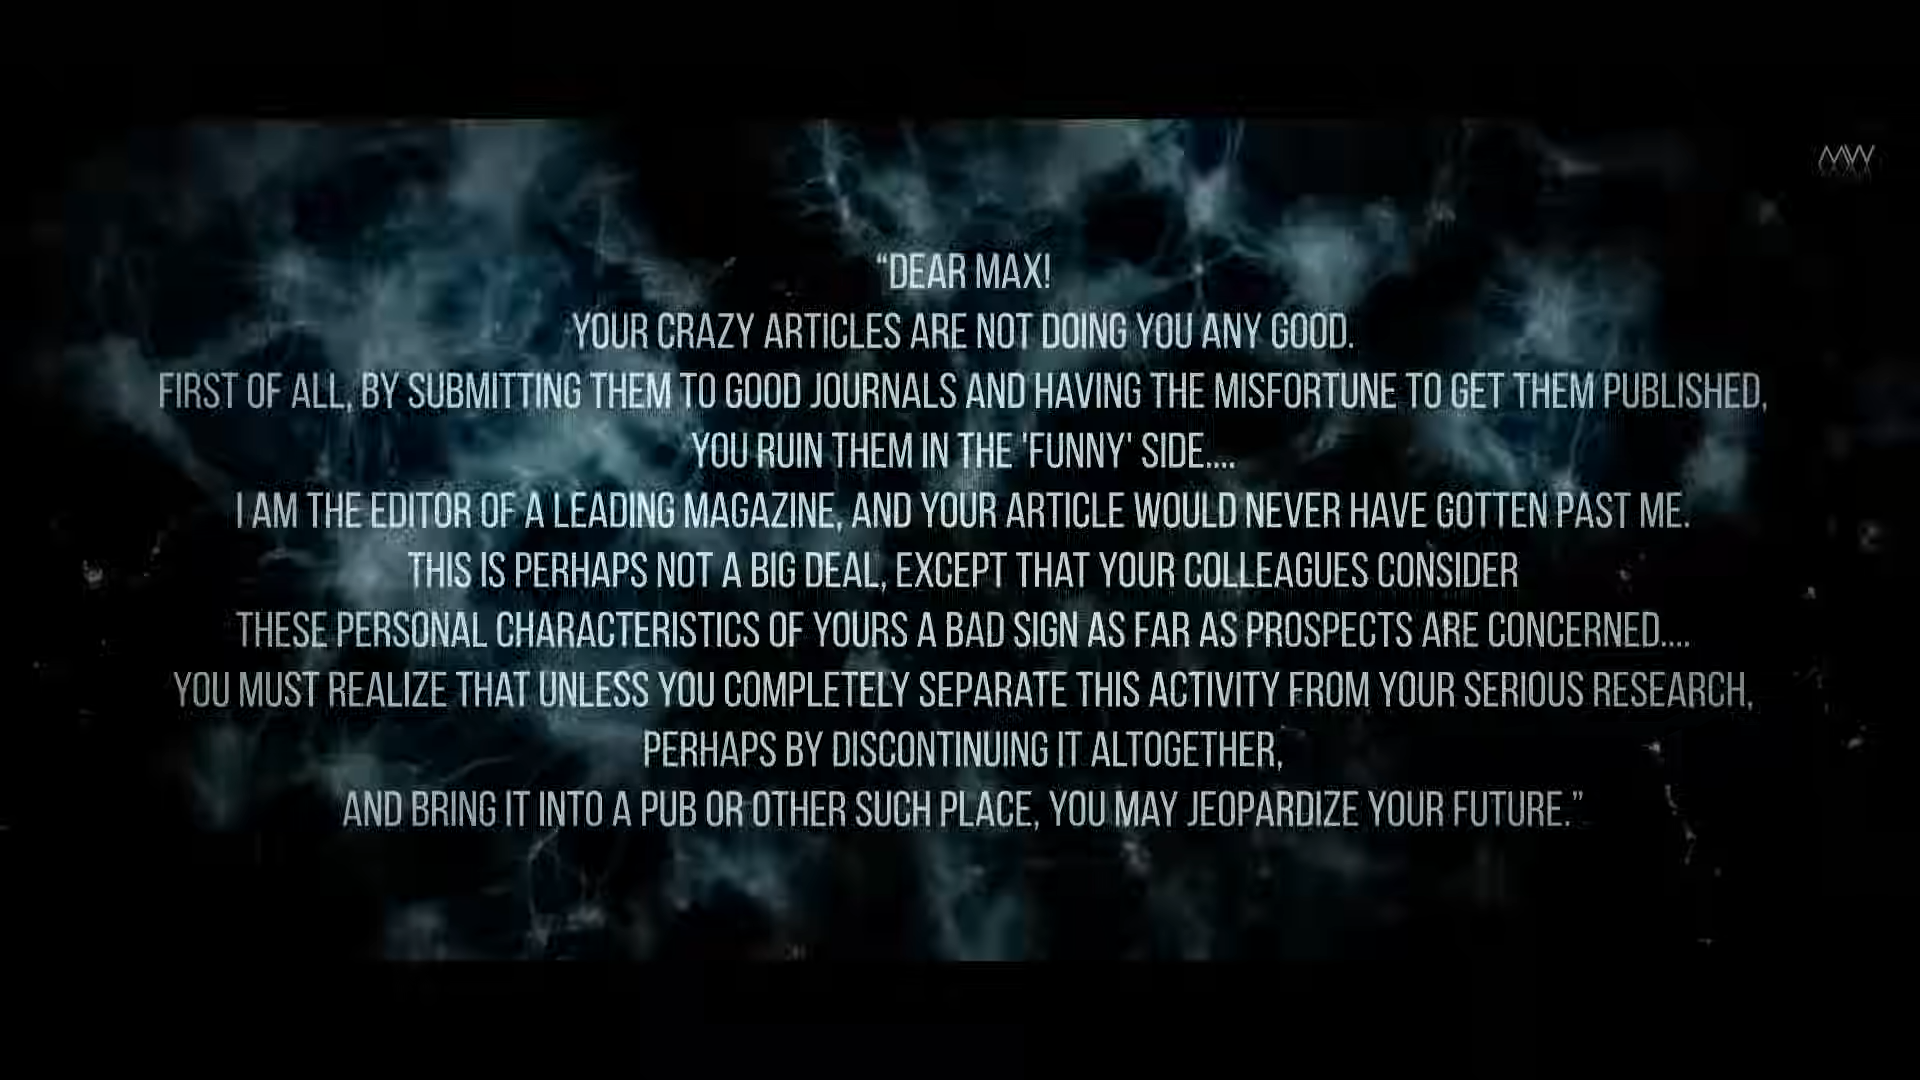 MW
“DEAR MAX!
YOUR CRAZY ARTICLES ARE NOT DOING YOU ANY GOOD.
FIRST OF ALL, BY SUBMITTING THEM TO GOOD JOURNALS AND HAVING THE MISFORTUNE TO GET THEM PUBLISHED,
YOU RUIN THEM IN THE 'FUNNY' SIDE....
I AM THE EDITOR OF A LEADING MAGAZINE, AND YOUR ARTICLE WOULD NEVER HAVE GOTTEN PAST ME.
THIS IS PERHAPS NOT A BIG DEAL, EXCEPT THAT YOUR COLLEAGUES CONSIDER
THESE PERSONAL CHARACTERISTICS OF YOURS A BAD SIGN AS FAR AS PROSPECTS ARE CONCERNED....
YOU MUST REALIZE THAT UNLESS YOU COMPLETELY SEPARATE THIS ACTIVITY FROM YOUR SERIOUS RESEARCH,
PERHAPS BY DISCONTINUING IT ALTOGETHER,
AND BRING IT INTO A PUB OR OTHER SUCH PLACE, YOU MAY JEOPARDIZE YOUR FUTURE.”